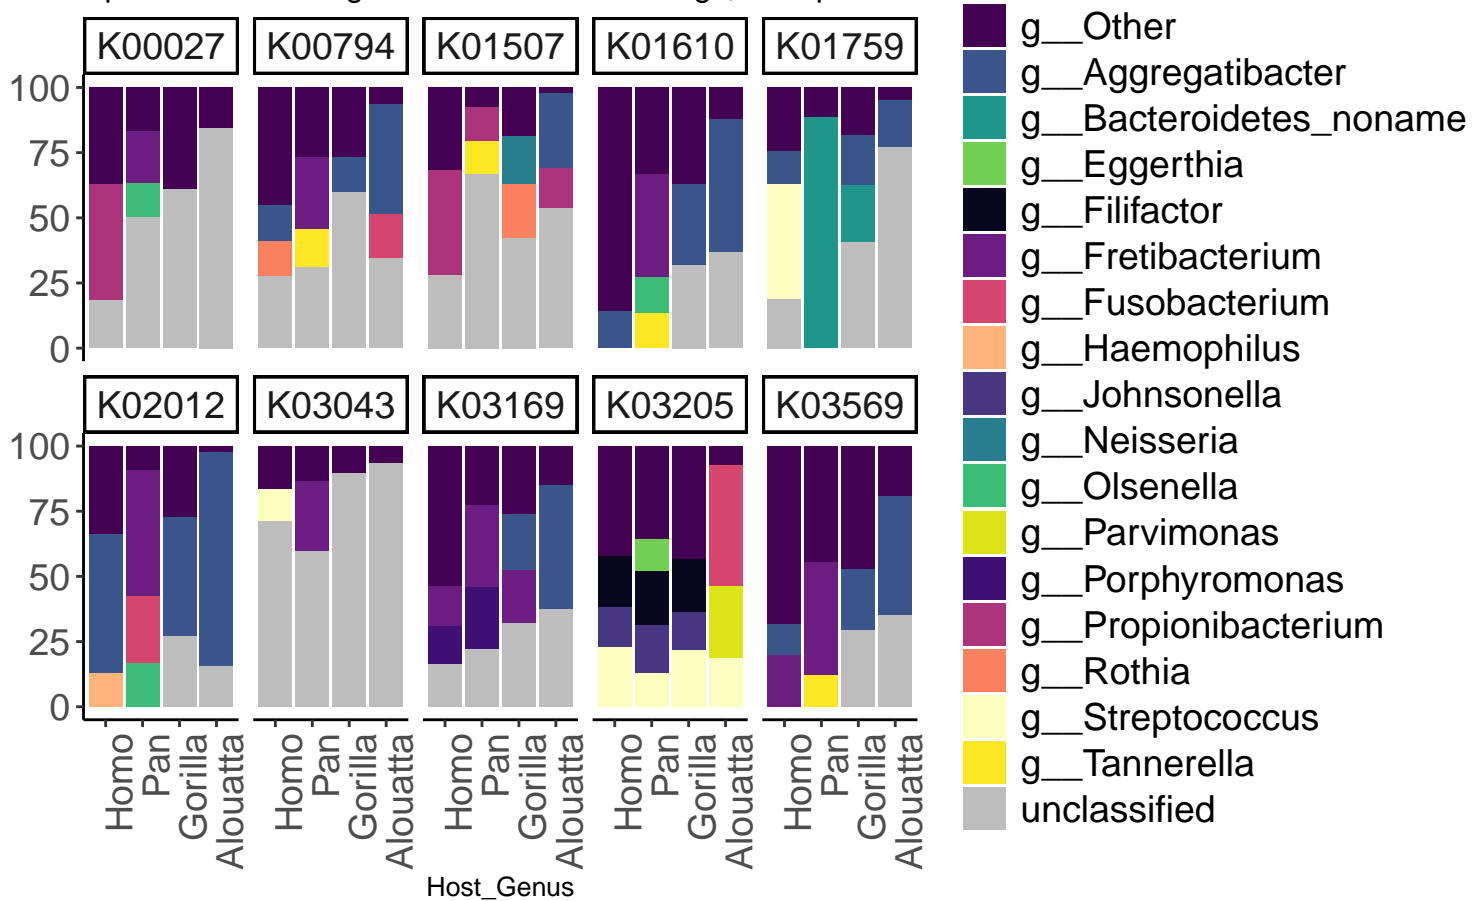 K00027 K00794 K01507 K01610 K01759
100
75
50
25
0
K02012 K03043 K03169 K03205 K03569
100
75
50
25
0
Homo Pan Gorilla Alouatta Homo Pan Gorilla Alouatta Homo Pan Gorilla Alouatta Homo Pan Gorilla Alouatta Homo Pan Gorilla Alouatta
Host_Genus
g__Other
g__Aggregatibacter
g__Bacteroidetes_noname
g__Eggerthia
g__Filifactor
g__Fretibacterium
g__Fusobacterium
g__Haemophilus
g__Johnsonella
g__Neisseria
g__Olsenella
g__Parvimonas
g__Porphyromonas
g__Propionibacterium
g__Rothia
g__Streptococcus
g__Tannerella
unclassified